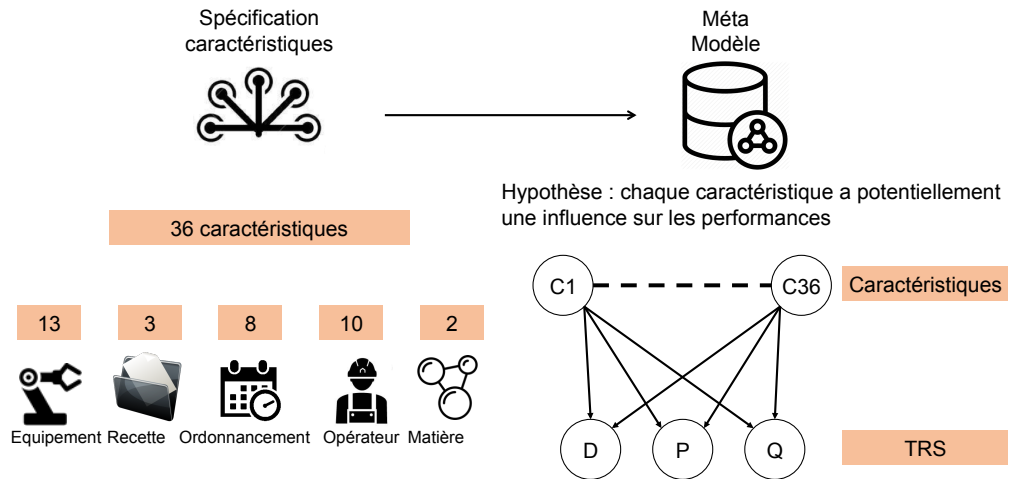 Spécification
caractéristiques
Méta
Modèle
Hypothèse : chaque caractéristique a potentiellement
une influence sur les performances
36 caractéristiques
13
3
8
10
2
Equipement
Recette
Ordonnancement
Opérateur
Matière
C1
C36
Caractéristiques
D
P
Q
TRS